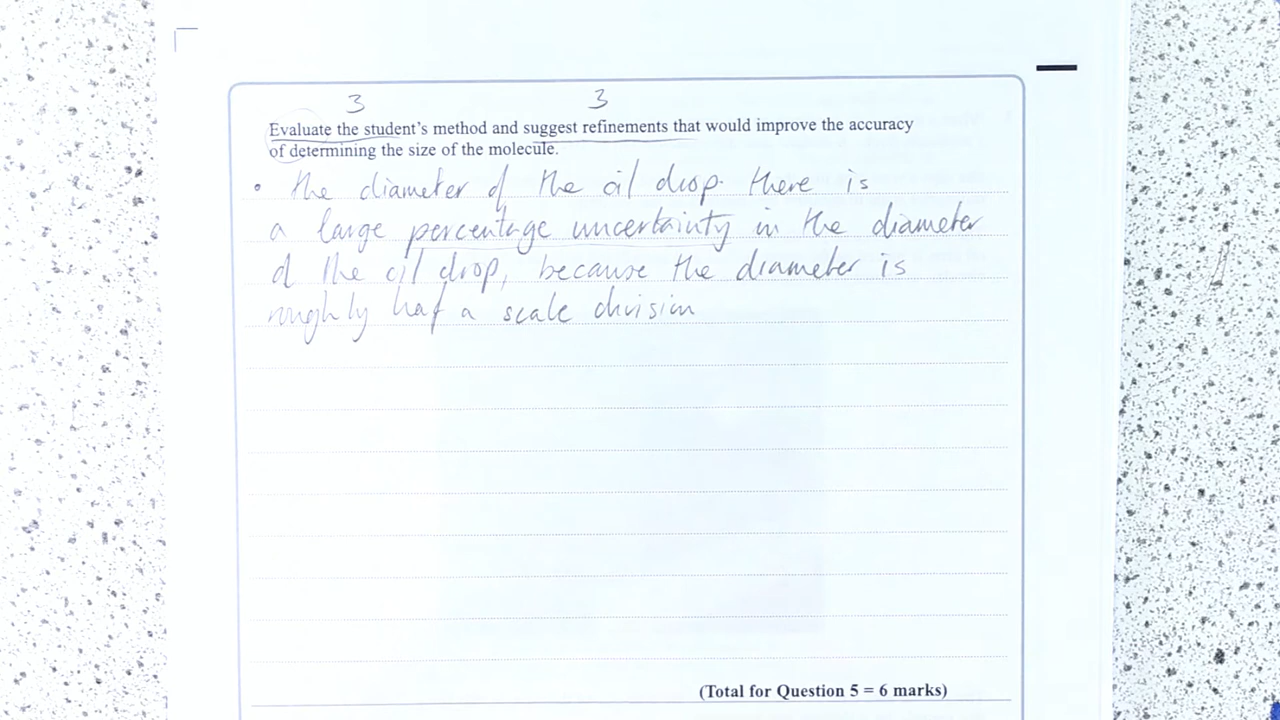 3 3
Evaluate the student's method and suggest refinements that would improve the accuracy
of determining the size of the molecule.
• the diameter of the oil drop. there is
a large percentage uncertainty in the diameter
of the oil drop, because the diameter is
roughly haf a scale division
(Total for Question 5 = 6 marks)